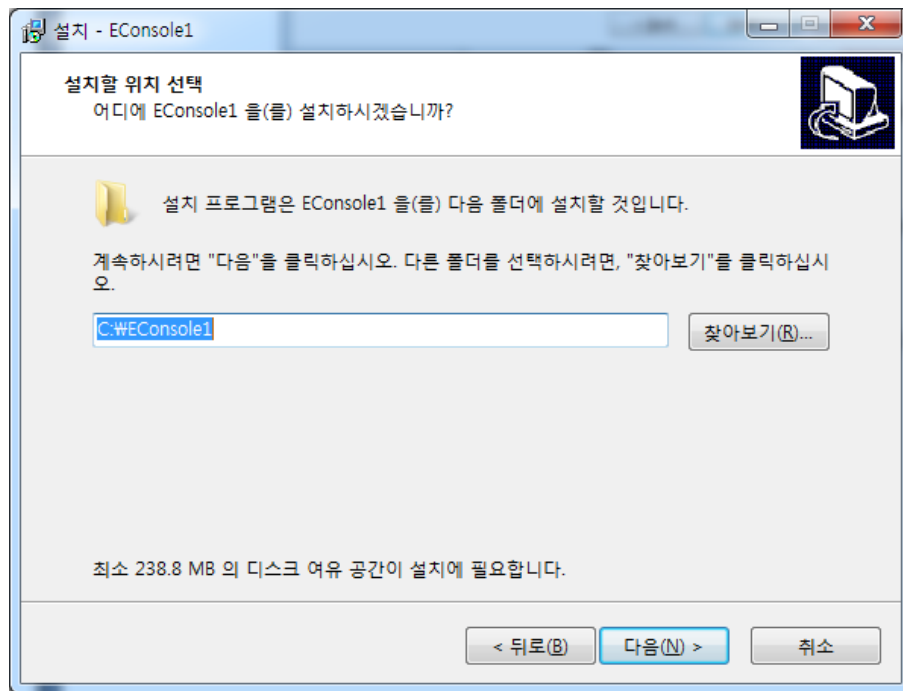 설치 - EConsole1
설치할 위치 선택
어디에 EConsole1 을(를) 설치하시겠습니까?
설치 프로그램은 EConsole1 을(를) 다음 폴더에 설치할 것입니다.
계속하시려면 "다음"을 클릭하십시오. 다른 폴더를 선택하시려면, "찾아보기"를 클릭하십시
오.
C:₩EConsole1
찾아보기(R)...
최소 238.8 MB 의 디스크 여유 공간이 설치에 필요합니다.
< 뒤로(B)
다음(N) >
취소